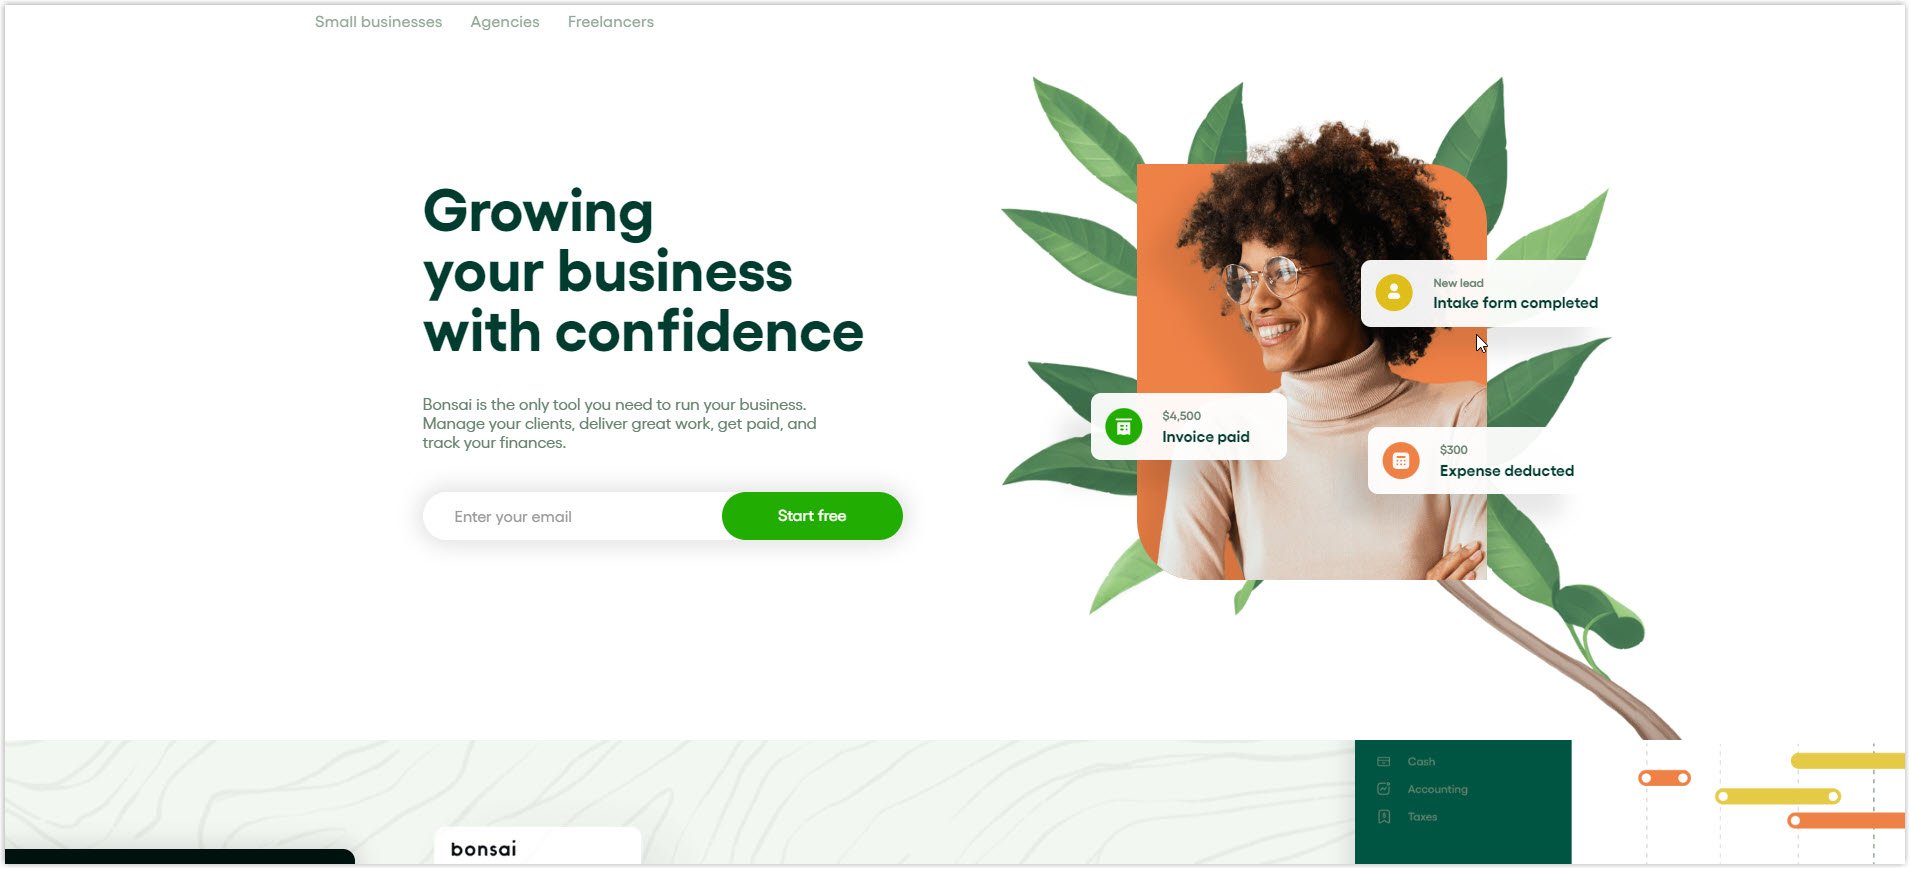 Small businesses Agencies Freelancers
Growing
your business
with confidence
Bonsai is the only tool you need to run your business.
Manage your clients, deliver great work, get paid, and
track your finances.
Enter your email
Start free
New lead
Intake form completed
$4,500
Invoice paid
$300
Expense deducted
Cash
Accounting
Taxes
bonsai